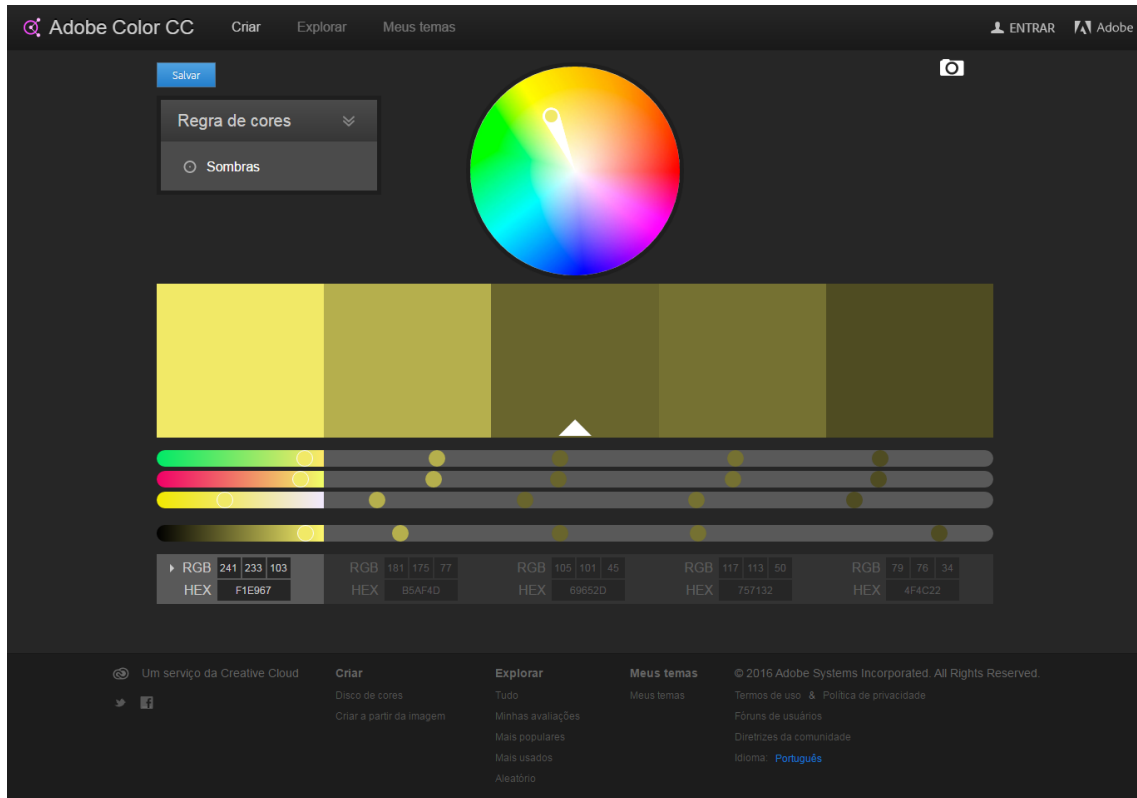 Adobe Color CC Criar Explorar Meus temas ENTRAR Adobe
Salvar
Regra de cores
Sombras
RGB 241 233 103 RGB 181 175 77 RGB 105 101 45 RGB 117 113 50 RGB 79 76 34
HEX F1E967 HEX B5AF4D HEX 69652D HEX 757132 HEX 4F4C22
Um serviço da Creative Cloud Criar Explorar Meus temas © 2016 Adobe Systems Incorporated. All Rights Reserved.
Disco de cores Tudo Meus temas Termos de uso & Política de privacidade
Criar a partir da imagem Minhas avaliações Fóruns de usuários
Mais populares Diretrizes da comunidade
Mais usados Idioma: Português
Aleatório